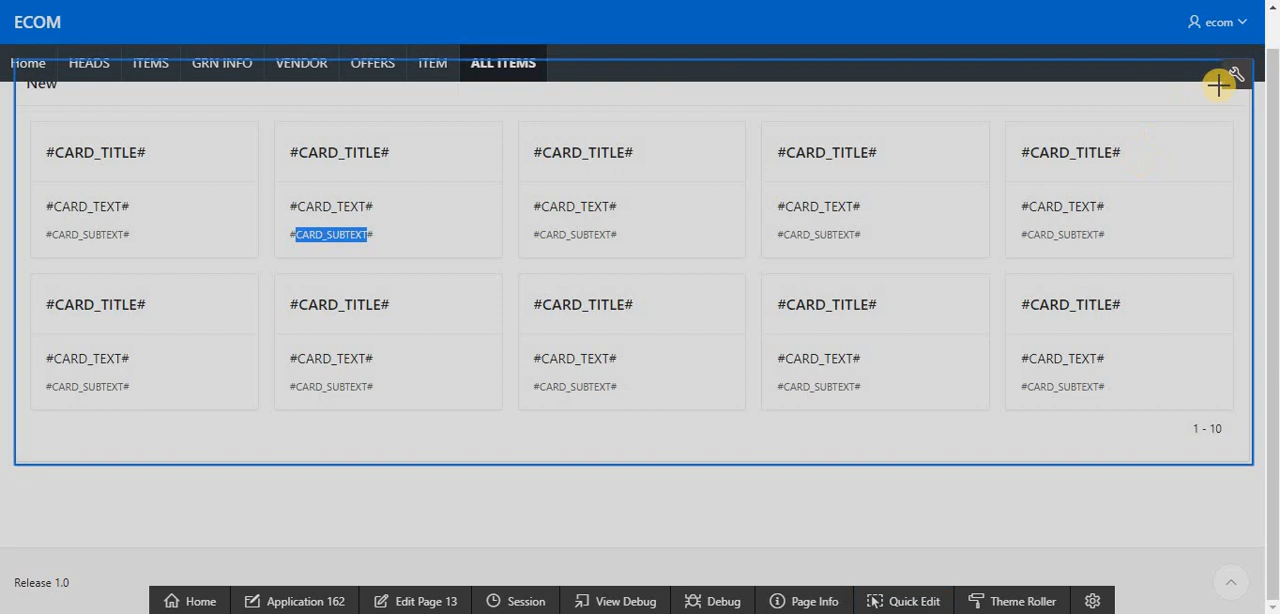 ECOM
ecom
Home HEADS ITEMS GRN INFO VENDOR OFFERS ITEM ALL ITEMS
New
#CARD_TITLE# #CARD_TITLE# #CARD_TITLE# #CARD_TITLE# #CARD_TITLE#
#CARD_TEXT# #CARD_TEXT# #CARD_TEXT# #CARD_TEXT# #CARD_TEXT#
#CARD_SUBTEXT# #CARD_SUBTEXT# #CARD_SUBTEXT# #CARD_SUBTEXT# #CARD_SUBTEXT#
#CARD_TITLE# #CARD_TITLE# #CARD_TITLE# #CARD_TITLE# #CARD_TITLE#
#CARD_TEXT# #CARD_TEXT# #CARD_TEXT# #CARD_TEXT# #CARD_TEXT#
#CARD_SUBTEXT# #CARD_SUBTEXT# #CARD_SUBTEXT# #CARD_SUBTEXT# #CARD_SUBTEXT#
1 - 10
Release 1.0
Home Application 162 Edit Page 13 Session View Debug Debug Page Info Quick Edit Theme Roller